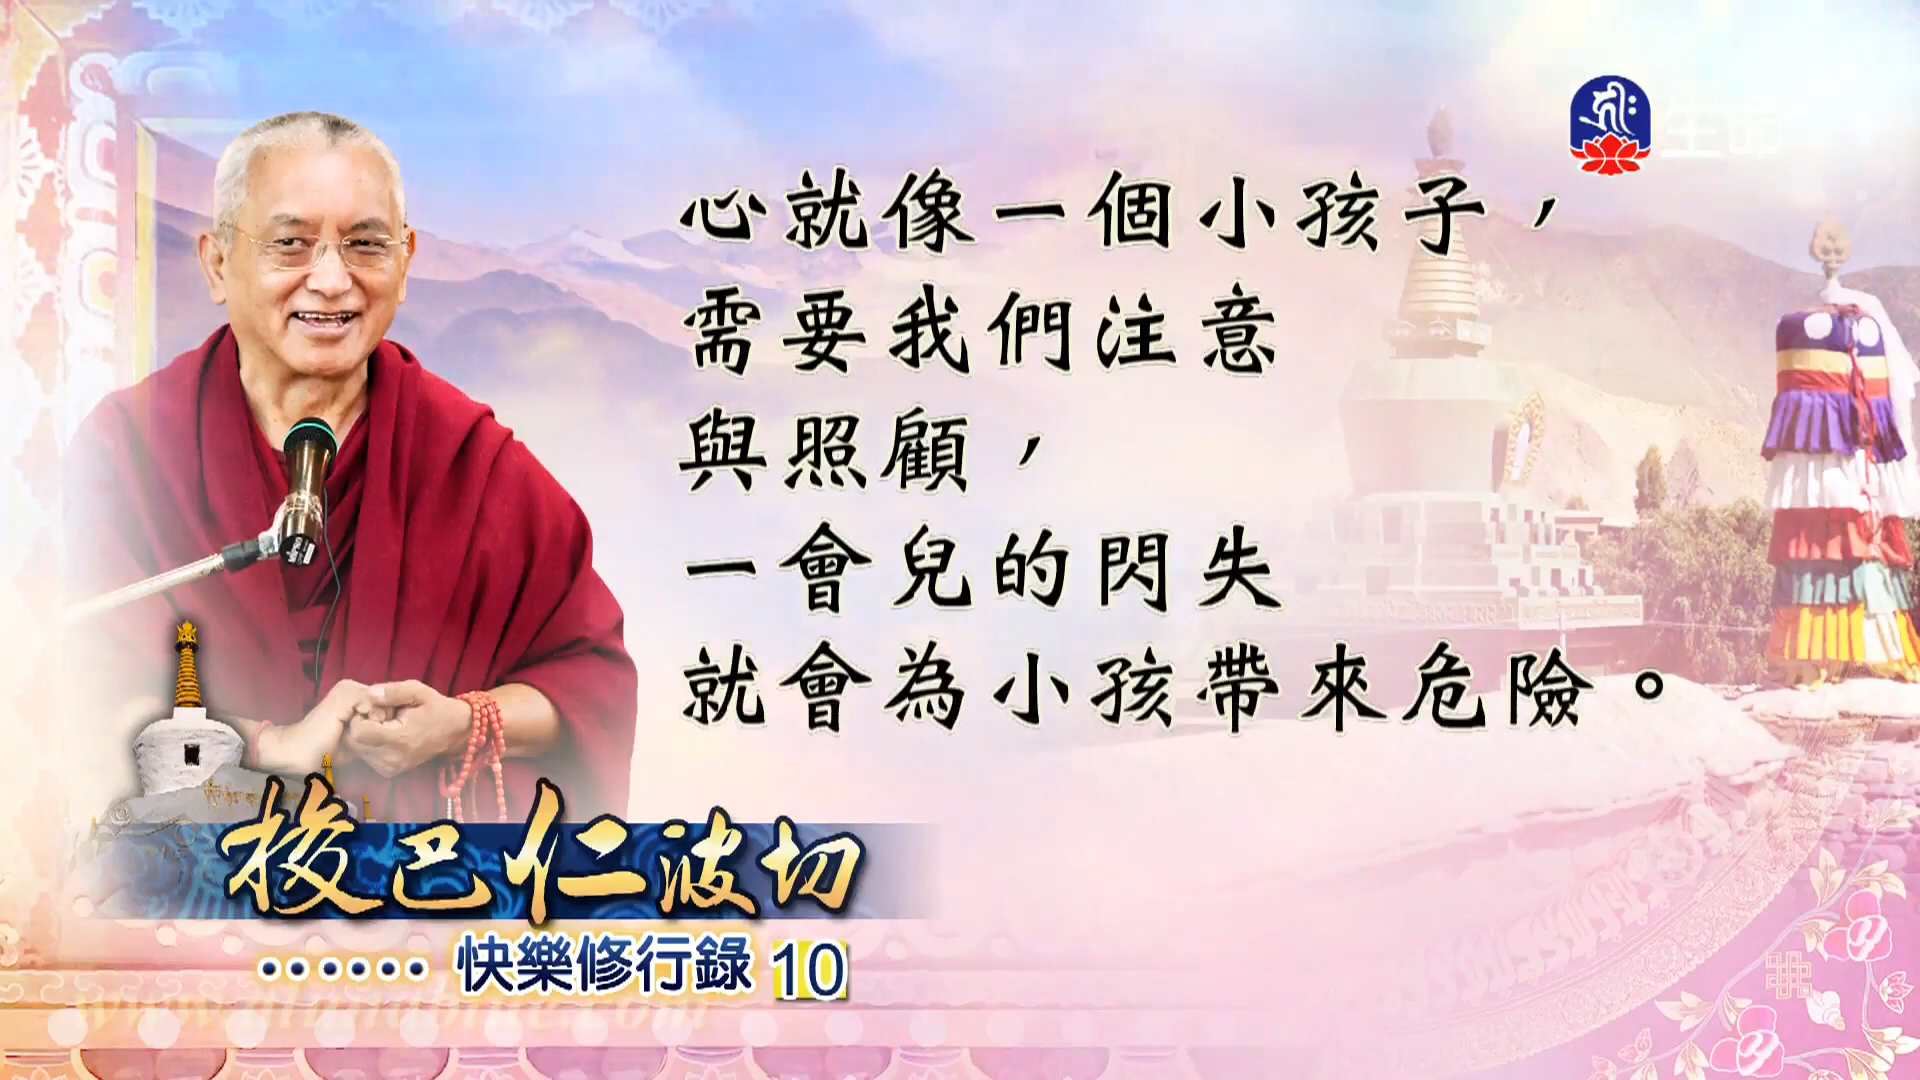 生命
心就像一個小孩子，
需要我們注意
與照顧，
一會兒的閃失
就會為小孩帶來危險。
梭巴仁波切
快樂修行錄 10